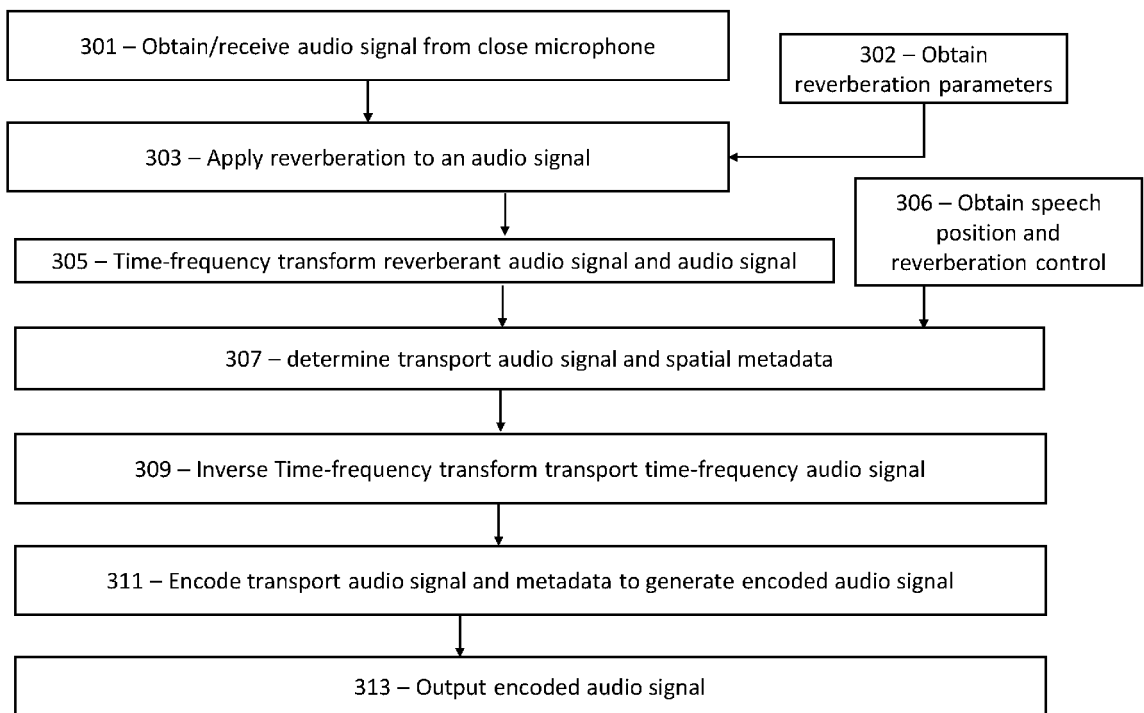 301 – Obtain/receive audio signal from close microphone
302 – Obtain
reverberation parameters
303 – Apply reverberation to an audio signal
306 – Obtain speech
position and
reverberation control
305 – Time-frequency transform reverberant audio signal and audio signal
307 – determine transport audio signal and spatial metadata
309 – Inverse Time-frequency transform transport time-frequency audio signal
311 – Encode transport audio signal and metadata to generate encoded audio signal
313 – Output encoded audio signal